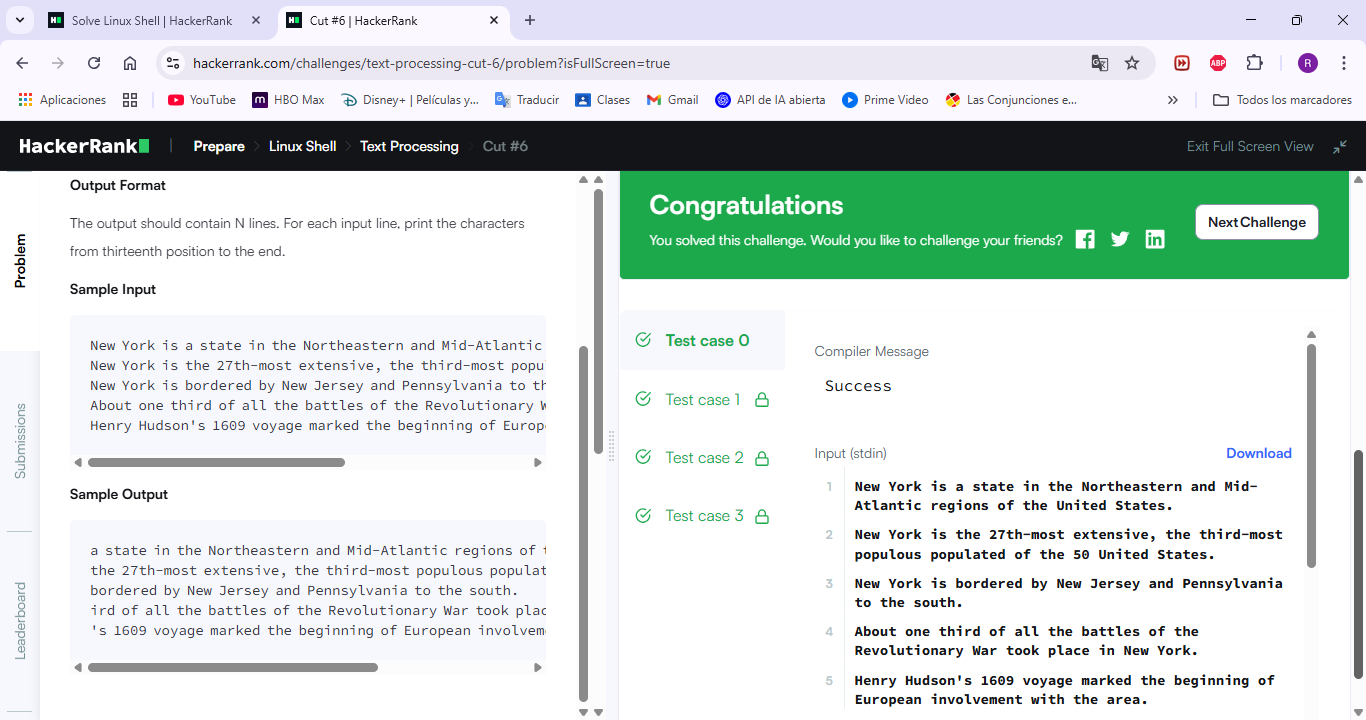 Solve Linux Shell | HackerRank
Cut #6 | HackerRank
hackerrank.com/challenges/text-processing-cut-6/problem?isFullScreen=true
ABP
R
Aplicaciones
YouTube
HBO Max
Disney+ | Películas y...
Traducir
Clases
Gmail
API de IA abierta
Prime Video
Las Conjunciones e...
Todos los marcadores
HackerRank
Prepare
Linux Shell
Text Processing
Cut #6
Exit Full Screen View
Problem
Submissions
Leaderboard
Output Format
The output should contain N lines. For each input line, print the characters
from thirteenth position to the end.
Sample Input
New York is a state in the Northeastern and Mid-Atlantic
New York is the 27th-most extensive, the third-most popu
New York is bordered by New Jersey and Pennsylvania to th
About one third of all the battles of the Revolutionary W
Henry Hudson's 1609 voyage marked the beginning of Europe
Sample Output
a state in the Northeastern and Mid-Atlantic regions of t
the 27th-most extensive, the third-most populous populat
bordered by New Jersey and Pennsylvania to the south.
ird of all the battles of the Revolutionary War took plac
's 1609 voyage marked the beginning of European involvem
Congratulations
You solved this challenge. Would you like to challenge your friends?
Next Challenge
Test case 0
Test case 1
Test case 2
Test case 3
Compiler Message
Success
Input (stdin)
Download
1 New York is a state in the Northeastern and Mid-
Atlantic regions of the United States.
2 New York is the 27th-most extensive, the third-most
populous populated of the 50 United States.
3 New York is bordered by New Jersey and Pennsylvania
to the south.
4 About one third of all the battles of the
Revolutionary War took place in New York.
5 Henry Hudson's 1609 voyage marked the beginning of
European involvement with the area.